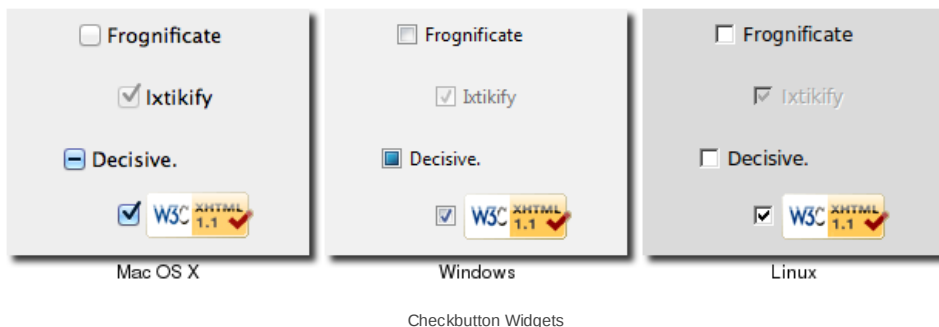 Frognificate
Ixtikify
Decisive.
W3C XHTML 1.1
Mac OS X
Frognificate
Ixtikify
Decisive.
W3C XHTML 1.1
Windows
Frognificate
Ixtikify
Decisive.
W3C XHTML 1.1
Linux
Checkbutton Widgets